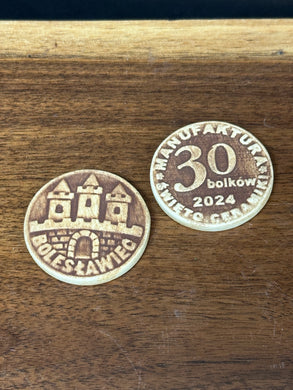 BOLESŁAWIEC
MANUFAKTURA
30
bolków
2024
ŚWIĘTO CERAMIKI